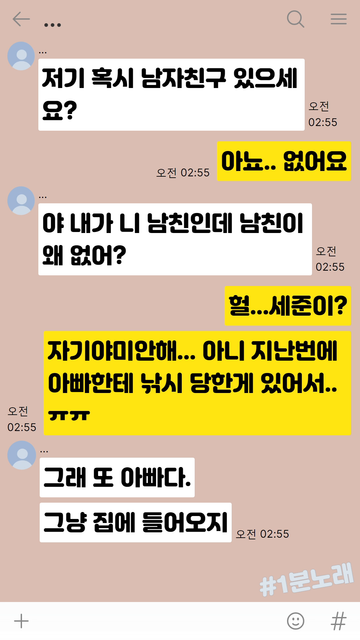 ...
...
저기 혹시 남자친구 있으세
요?
오전
02:55
오전 02:55
아뇨.. 없어요
...
야 내가 니 남친인데 남친이
왜 없어?
오전
02:55
헐...세준이?
자기야미안해... 아니 지난번에
아빠한테 낚시 당한게 있어서..
ㅠㅠ
오전
02:55
...
그래 또 아빠다.
그냥 집에 들어오지
오전 02:55
#1분노래
#